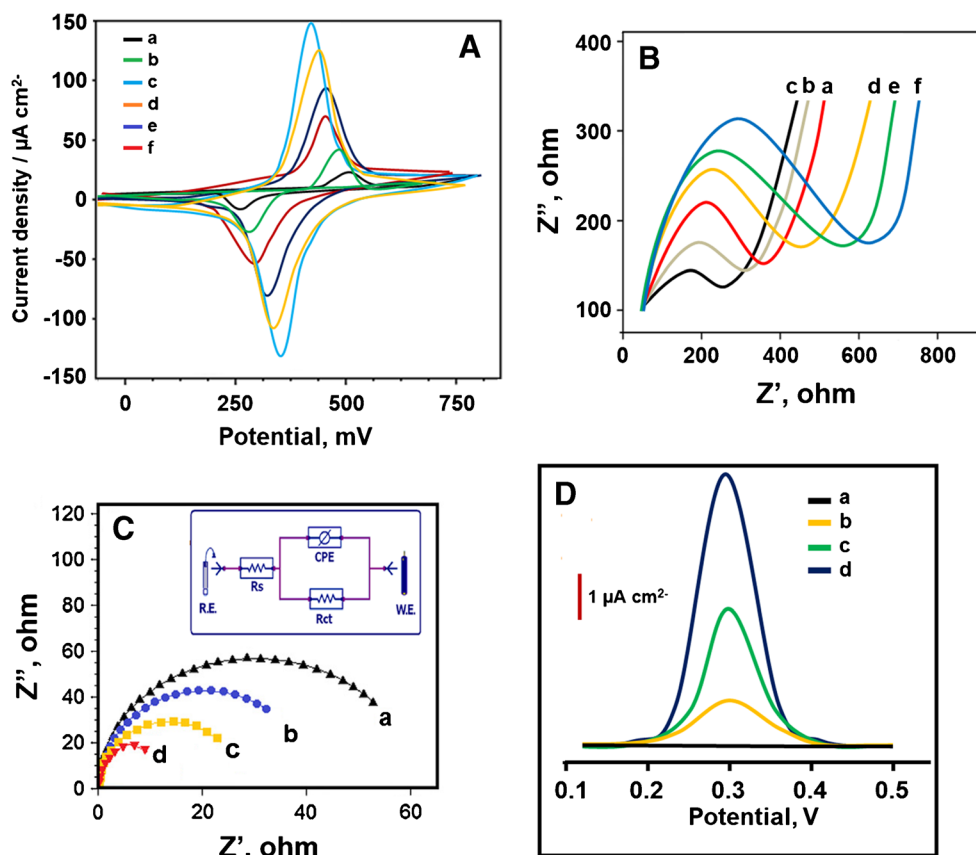 A
150
100
50
0
-50
-100
-150
a
b
c
d
e
f
0 250 500 750
Current density / µA cm²⁻
Potential, mV
B
400
300
200
100
c b a d e f
0 200 400 600 800
Z”, ohm
Z’, ohm
C
120
100
80
60
40
20
0
R.E.
Rs
CPE
Rct
W.E.
a
b
c
d
0 20 40 60
Z”, ohm
Z’, ohm
D
a
b
c
d
1 µA cm²⁻
0.1 0.2 0.3 0.4 0.5
Potential, V